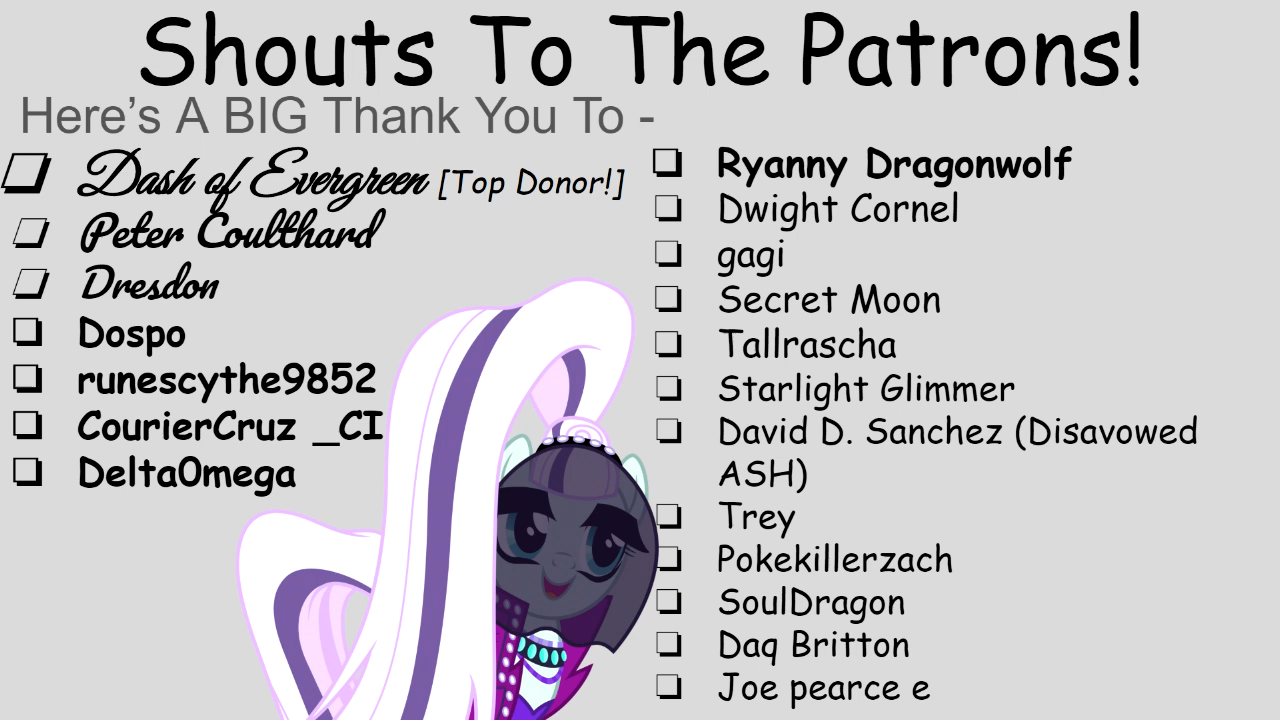 Shouts To The Patrons!
Here's A BIG Thank You To -
Dash of Evergreen [Top Donor!]
Peter Coulthard
Dresdon
Dospo
runescythe9852
CourierCruz _CI
Delta0mega
Ryanny Dragonwolf
Dwight Cornel
gagi
Secret Moon
Tallrascha
Starlight Glimmer
David D. Sanchez (Disavowed
ASH)
Trey
Pokekillerzach
SoulDragon
Daq Britton
Joe pearce e